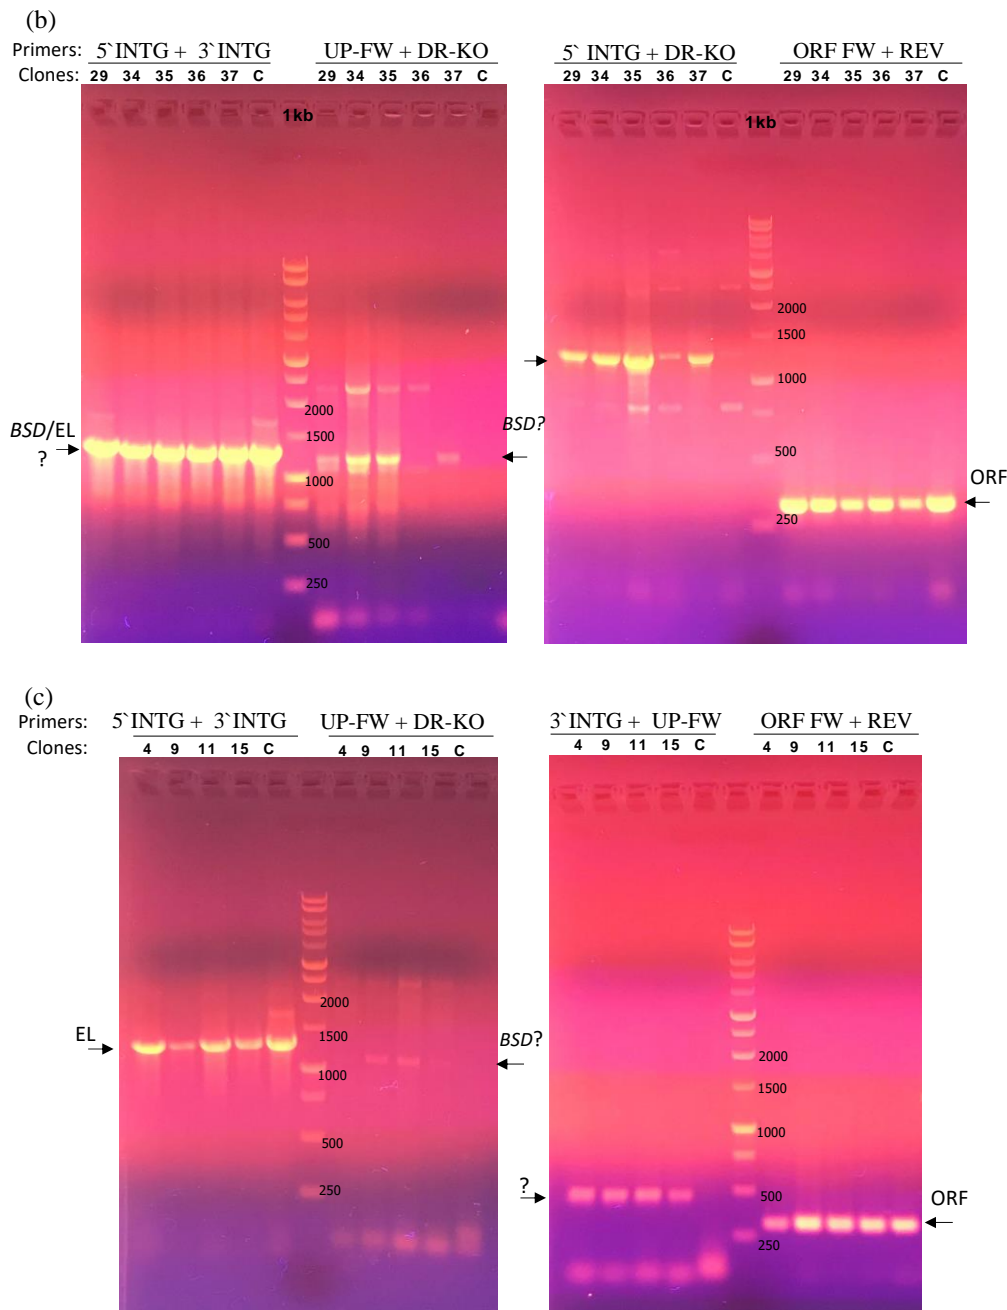 (b)
Primers: 5`INTG + 3`INTG UP-FW + DR-KO 5` INTG + DR-KO ORF FW + REV
Clones: 29 34 35 36 37 C 29 34 35 36 37 C 29 34 35 36 37 C 29 34 35 36 37 C
1kb 1kb
2000
1500
1000
500
250
BSD/EL
?
BSD?
2000
1500
1000
500
250
ORF
(c)
Primers: 5`INTG + 3`INTG UP-FW + DR-KO 3`INTG + UP-FW ORF FW + REV
Clones: 4 9 11 15 C 4 9 11 15 C 4 9 11 15 C 4 9 11 15 C
EL
2000
1500
1000
500
250
BSD?
?
2000
1500
1000
500
250
ORF